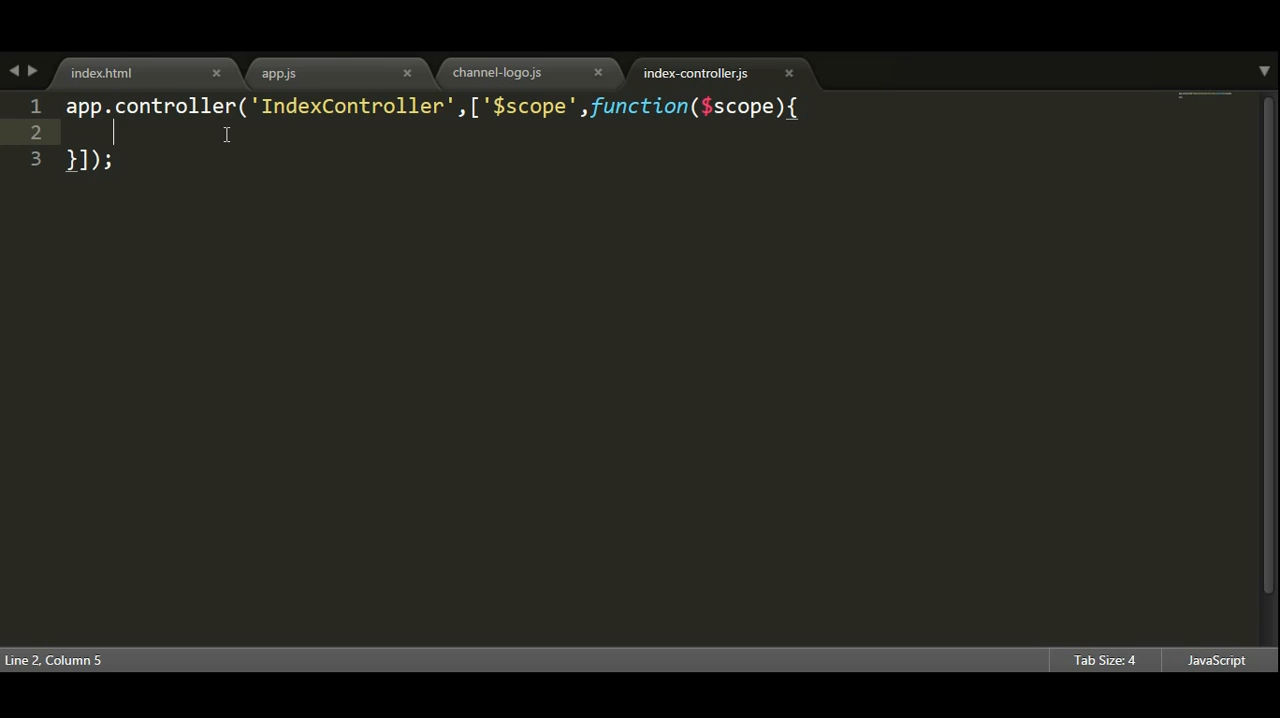 index.html × app.js × channel-logo.js × index-controller.js ×
1 app.controller('IndexController',['$scope',function($scope){
2
3 }]);
Line 2, Column 5 Tab Size: 4 JavaScript